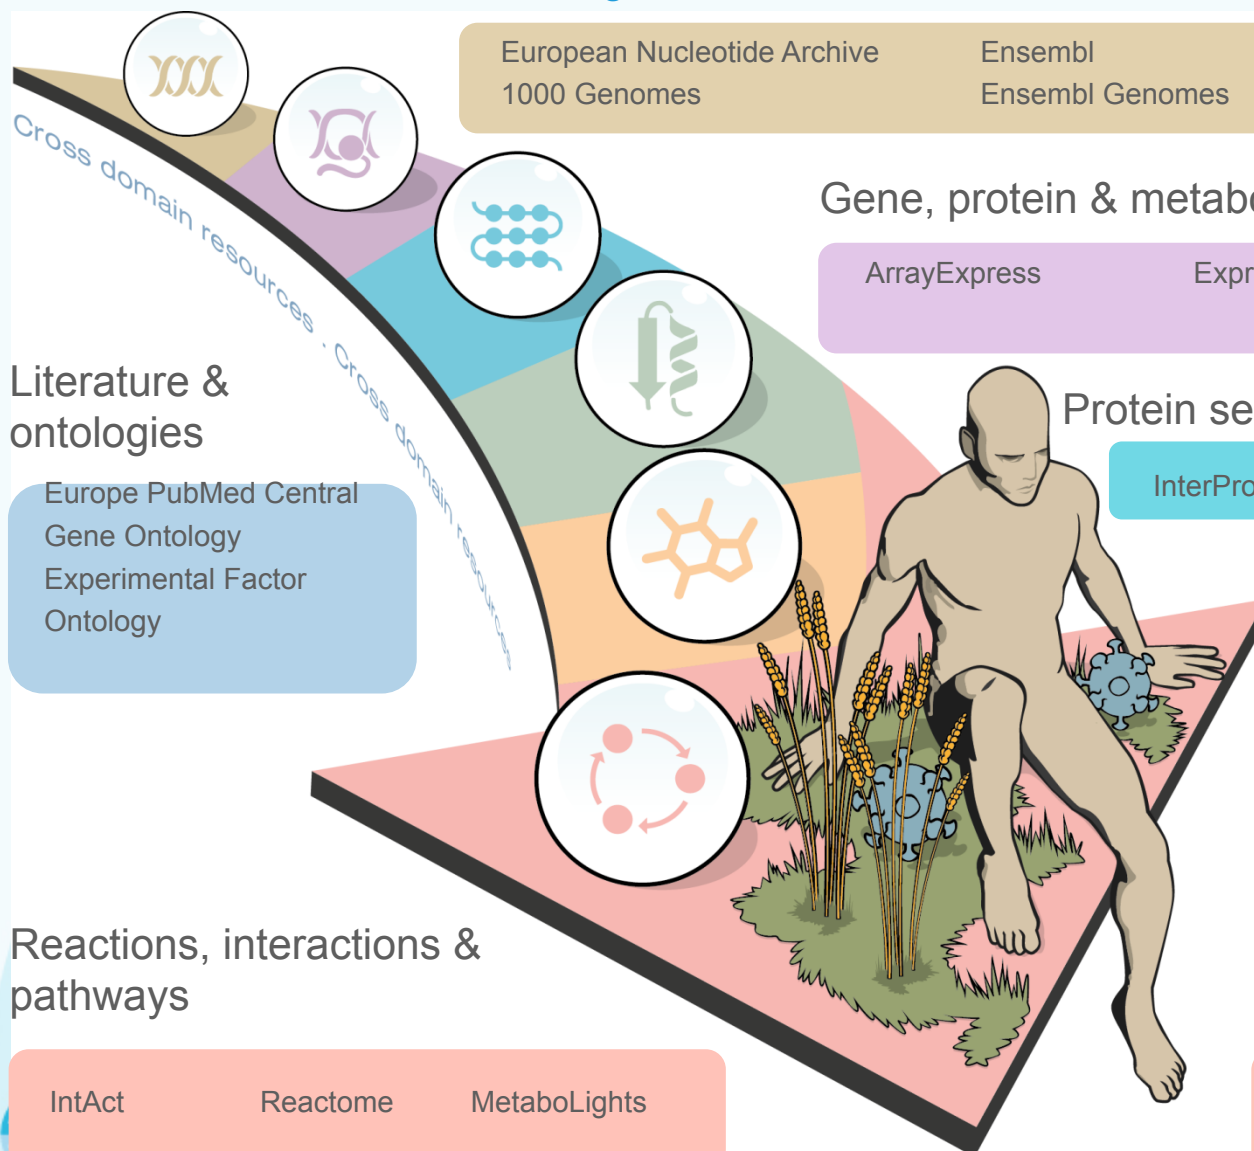 European Nucleotide Archive
Ensembl
1000 Genomes
Ensembl Genomes
Cross domain resources . Cross domain resources
Gene, protein & metabo
ArrayExpress
Expr
Literature &
ontologies
Europe PubMed Central
Gene Ontology
Experimental Factor
Ontology
Protein se
InterPro
Reactions, interactions &
pathways
IntAct
Reactome
MetaboLights